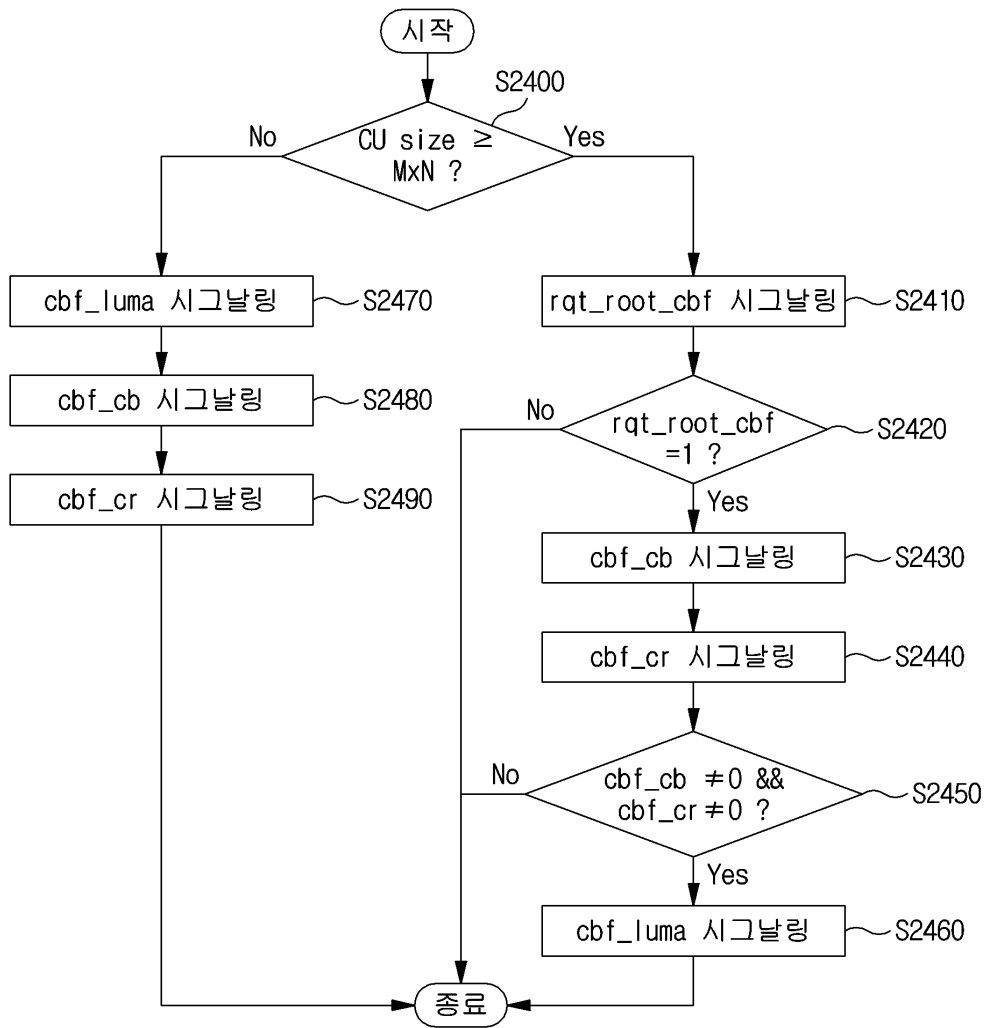 시작
S2400
CU size ≥
MxN ?
No
Yes
cbf_luma 시그날링
S2470
rqt_root_cbf 시그날링
S2410
cbf_cb 시그날링
S2480
rqt_root_cbf
=1 ?
No
S2420
Yes
cbf_cr 시그날링
S2490
cbf_cb 시그날링
S2430
cbf_cr 시그날링
S2440
No
cbf_cb ≠0 &&
cbf_cr≠0 ?
S2450
Yes
cbf_luma 시그날링
S2460
종료